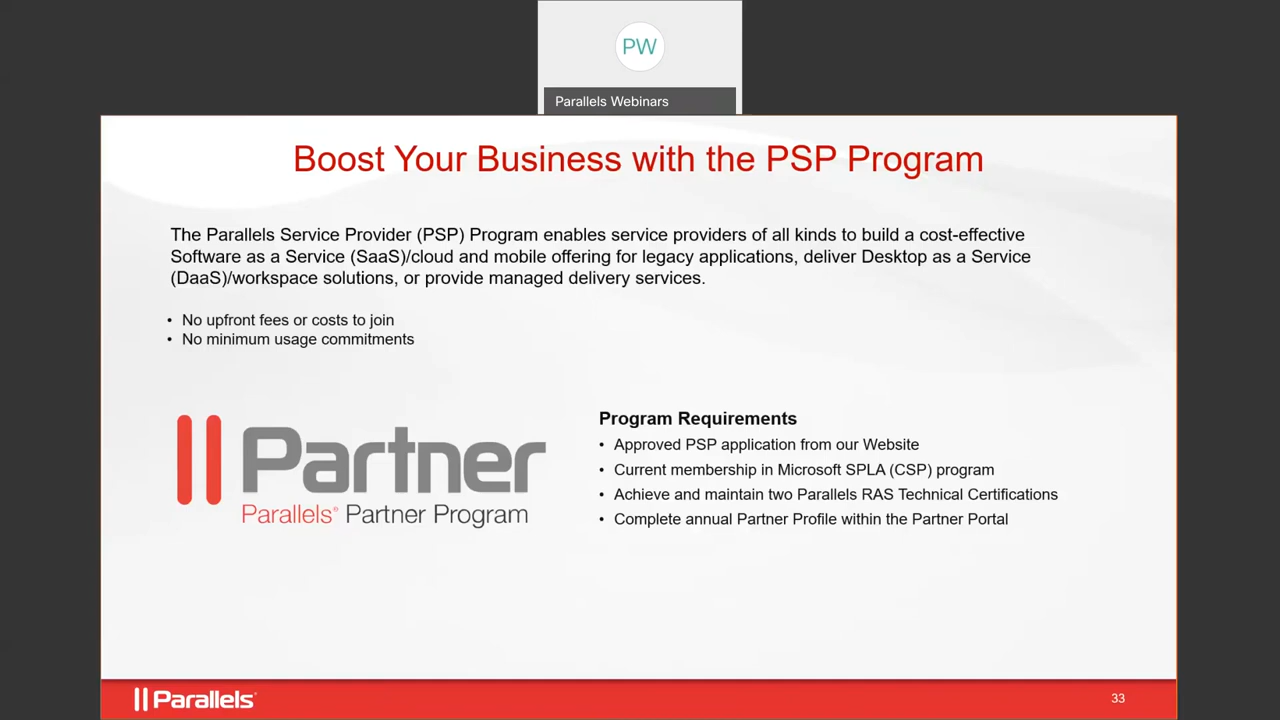 PW
Parallels Webinars
Boost Your Business with the PSP Program
The Parallels Service Provider (PSP) Program enables service providers of all kinds to build a cost-effective
Software as a Service (SaaS)/cloud and mobile offering for legacy applications, deliver Desktop as a Service
(DaaS)/workspace solutions, or provide managed delivery services.
• No upfront fees or costs to join
• No minimum usage commitments
Partner
Parallels® Partner Program
Program Requirements
• Approved PSP application from our Website
• Current membership in Microsoft SPLA (CSP) program
• Achieve and maintain two Parallels RAS Technical Certifications
• Complete annual Partner Profile within the Partner Portal
Parallels®
33